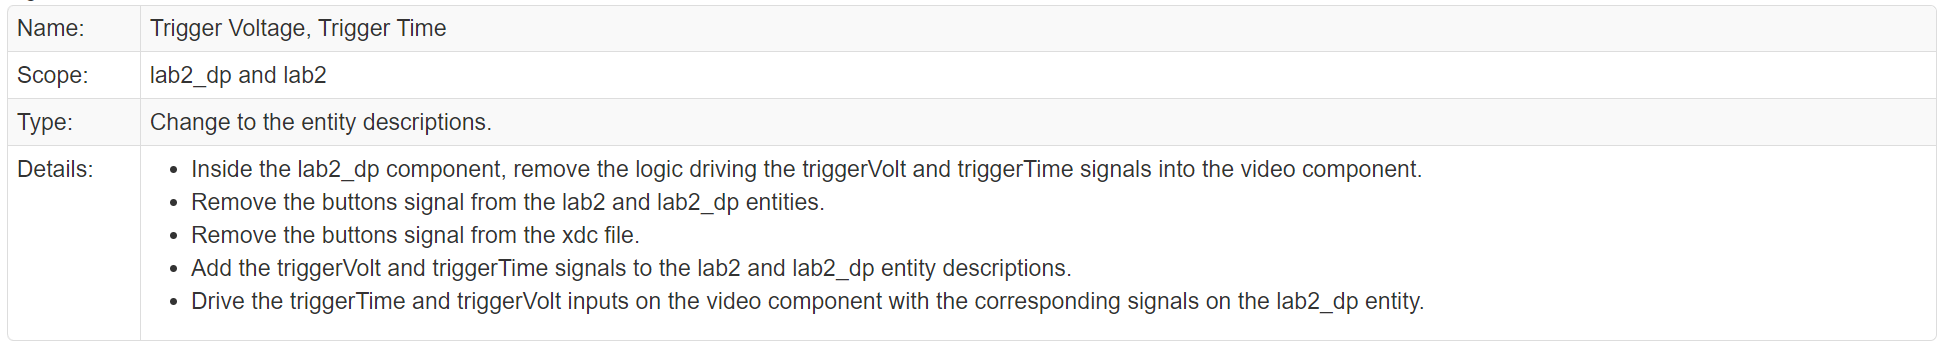 Name: Trigger Voltage, Trigger Time
Scope: lab2_dp and lab2
Type: Change to the entity descriptions.
Details: • Inside the lab2_dp component, remove the logic driving the triggerVolt and triggerTime signals into the video component.
• Remove the buttons signal from the lab2 and lab2_dp entities.
• Remove the buttons signal from the xdc file.
• Add the triggerVolt and triggerTime signals to the lab2 and lab2_dp entity descriptions.
• Drive the triggerTime and triggerVolt inputs on the video component with the corresponding signals on the lab2_dp entity.